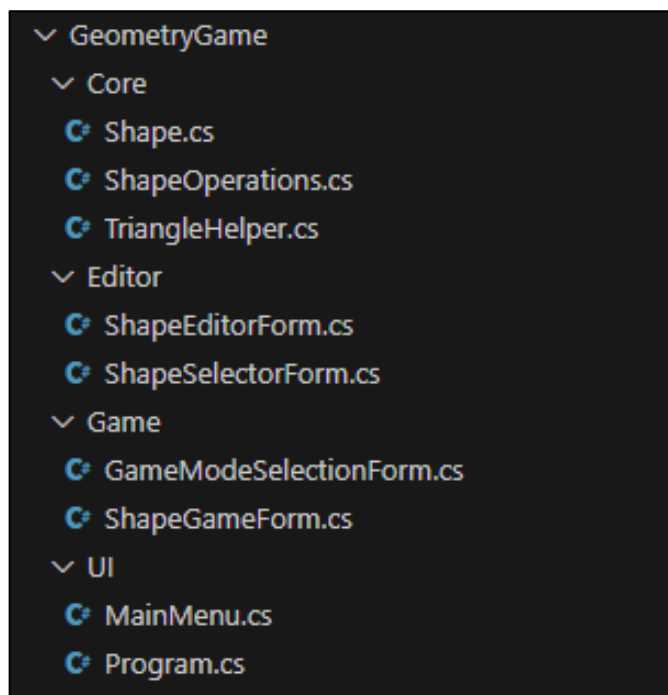 GeometryGame
Core
C# Shape.cs
C# ShapeOperations.cs
C# TriangleHelper.cs
Editor
C# ShapeEditorForm.cs
C# ShapeSelectorForm.cs
Game
C# GameModeSelectionForm.cs
C# ShapeGameForm.cs
UI
C# MainMenu.cs
C# Program.cs